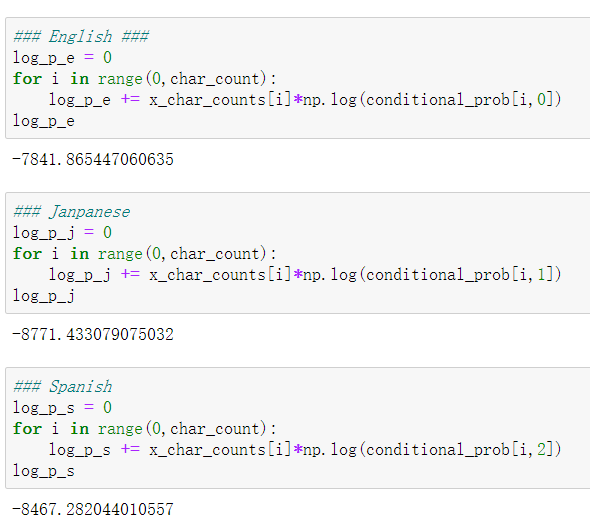 ### English ###
log_p_e = 0
for i in range(0,char_count):
    log_p_e += x_char_counts[i]*np.log(conditional_prob[i,0])
log_p_e
-7841.865447060635
### Janpanese
log_p_j = 0
for i in range(0,char_count):
    log_p_j += x_char_counts[i]*np.log(conditional_prob[i,1])
log_p_j
-8771.433079075032
### Spanish
log_p_s = 0
for i in range(0,char_count):
    log_p_s += x_char_counts[i]*np.log(conditional_prob[i,2])
log_p_s
-8467.282044010557